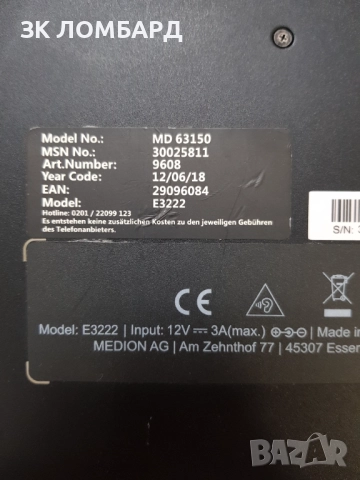 ЗК ЛОМБАРД
Model No.: MD 63150
MSN No.: 30025811
Art.Number: 9608
Year Code: 12/06/18
EAN: 29096084
Model: E3222
Hotline: 0201 / 22099 123
Es entstehen keine zusätzlichen Kosten zu den jeweiligen Gebühren
des Telefonanbieters.
S/N: 3
CE
Model: E3222 | Input: 12V ⎓ 3A(max.) | Made in
MEDION AG | Am Zehnthof 77 | 45307 Essen
BAZAR